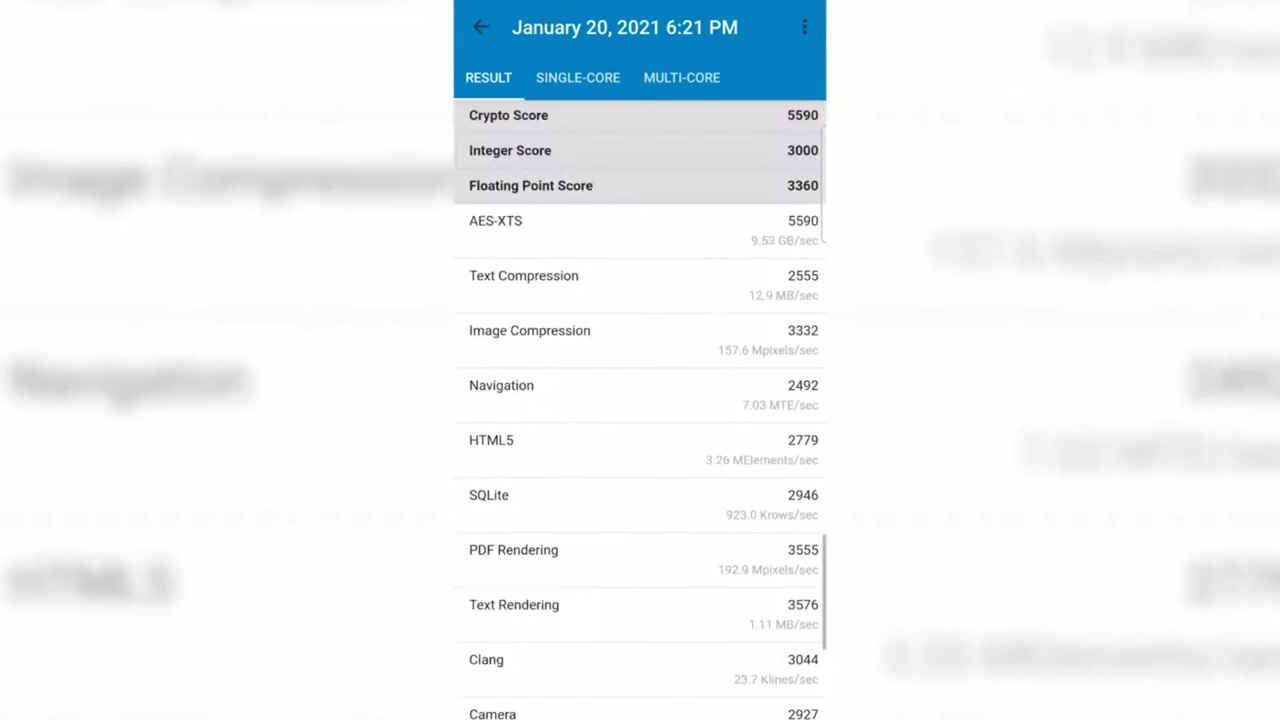 January 20, 2021 6:21 PM
RESULT SINGLE-CORE MULTI-CORE
Crypto Score 5590
Integer Score 3000
Floating Point Score 3360
AES-XTS 5590
9.53 GB/sec
Text Compression 2555
12.9 MB/sec
Image Compression 3332
157.6 Mpixels/sec
Navigation 2492
7.03 MTE/sec
HTML5 2779
3.26 MElements/sec
SQLite 2946
923.0 Krows/sec
PDF Rendering 3555
192.9 Mpixels/sec
Text Rendering 3576
1.11 MB/sec
Clang 3044
23.7 Klines/sec
Camera 2927